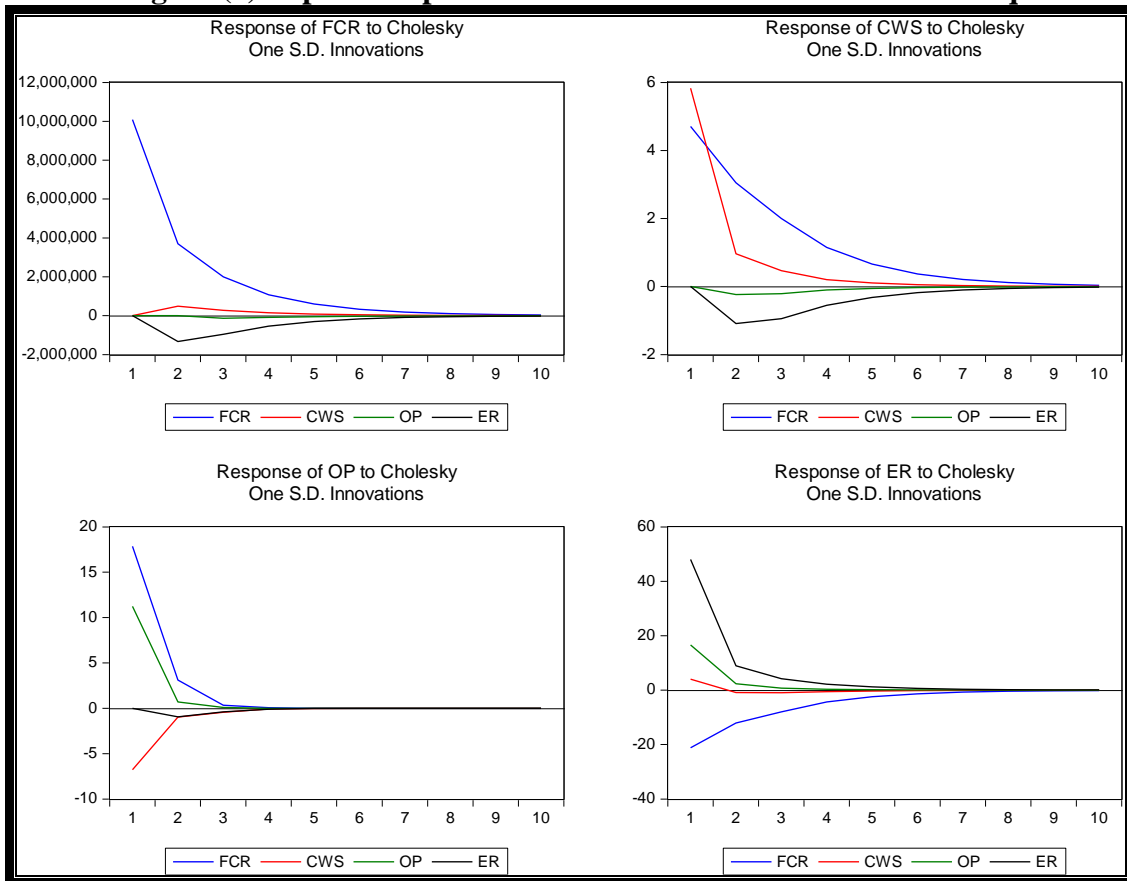 Response of FCR to Cholesky
One S.D. Innovations
12,000,000
10,000,000
8,000,000
6,000,000
4,000,000
2,000,000
0
-2,000,000
1 2 3 4 5 6 7 8 9 10
FCR CWS OP ER
Response of CWS to Cholesky
One S.D. Innovations
6
4
2
0
-2
1 2 3 4 5 6 7 8 9 10
FCR CWS OP ER
Response of OP to Cholesky
One S.D. Innovations
20
15
10
5
0
-5
-10
1 2 3 4 5 6 7 8 9 10
FCR CWS OP ER
Response of ER to Cholesky
One S.D. Innovations
60
40
20
0
-20
-40
1 2 3 4 5 6 7 8 9 10
FCR CWS OP ER